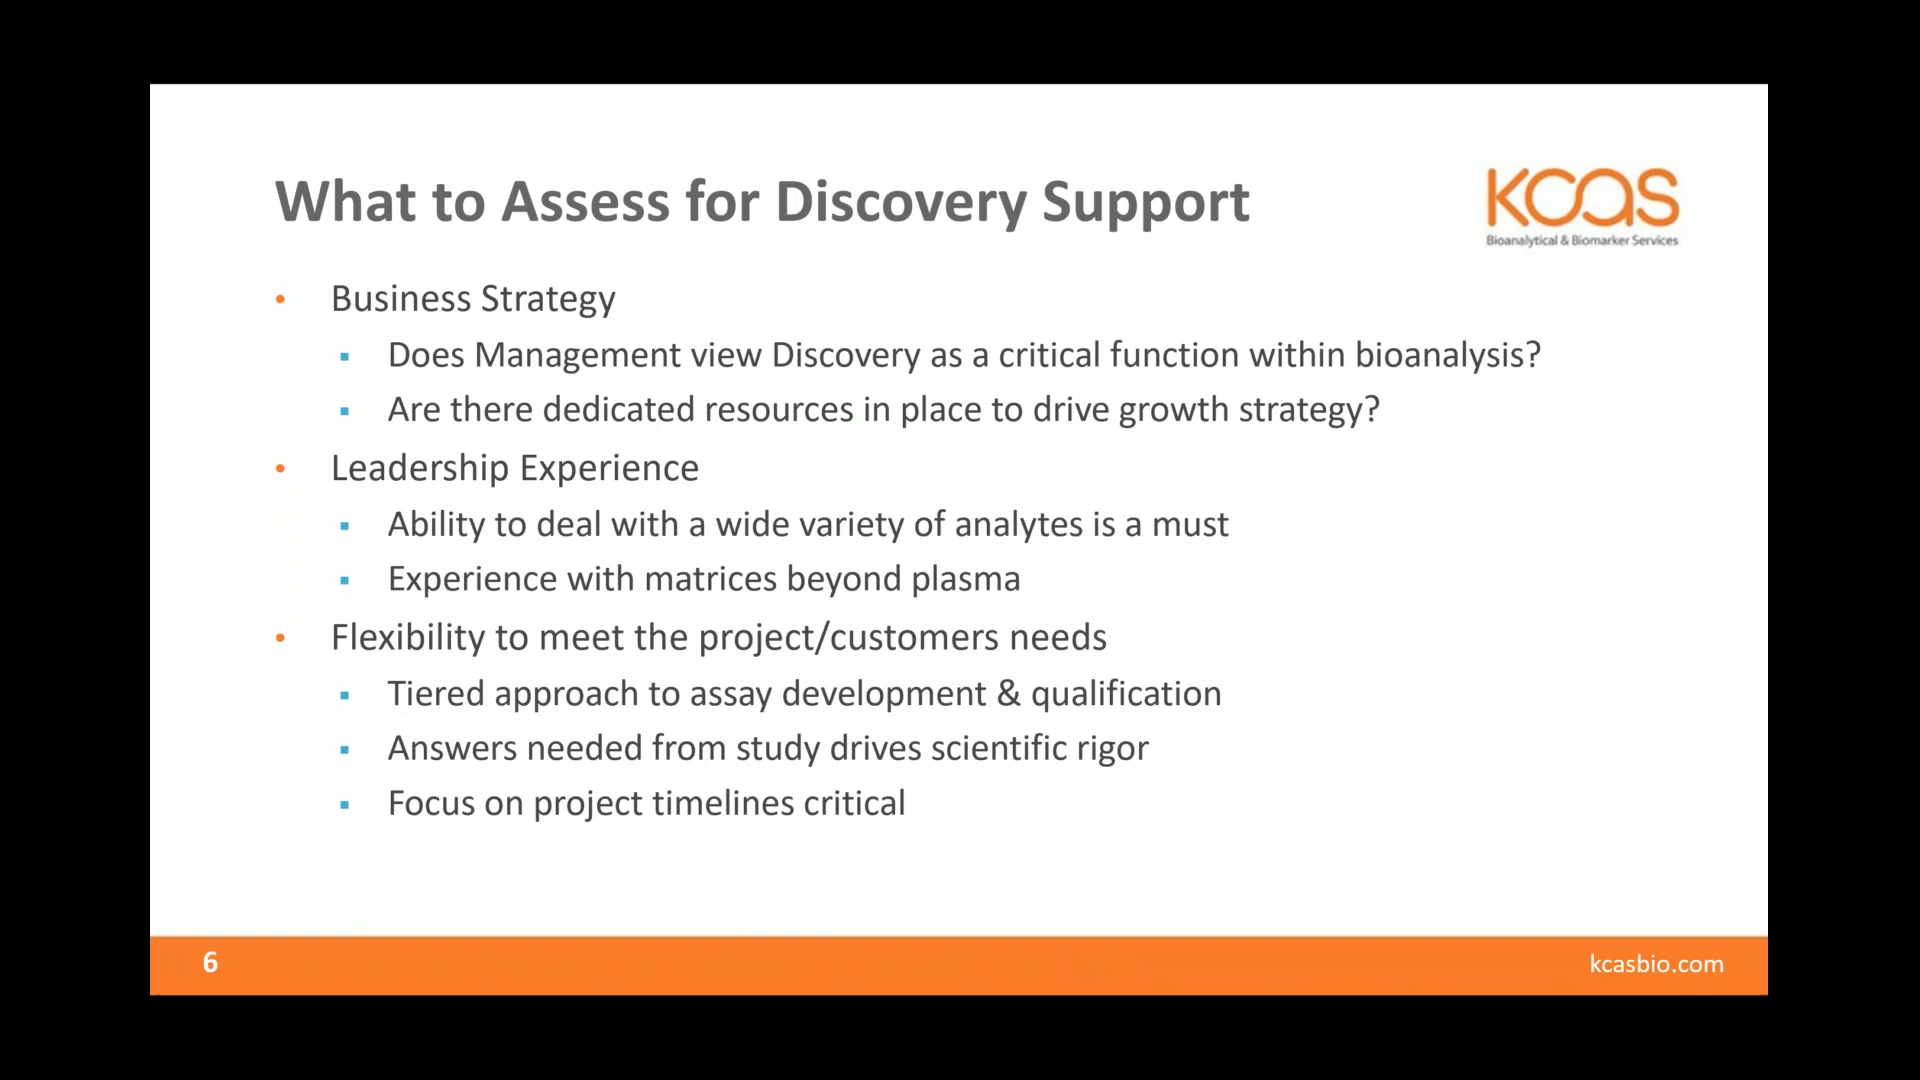 What to Assess for Discovery Support
KCAS
Bioanalytical & Biomarker Services
• Business Strategy
▪ Does Management view Discovery as a critical function within bioanalysis?
▪ Are there dedicated resources in place to drive growth strategy?
• Leadership Experience
▪ Ability to deal with a wide variety of analytes is a must
▪ Experience with matrices beyond plasma
• Flexibility to meet the project/customers needs
▪ Tiered approach to assay development & qualification
▪ Answers needed from study drives scientific rigor
▪ Focus on project timelines critical
6
kcasbio.com